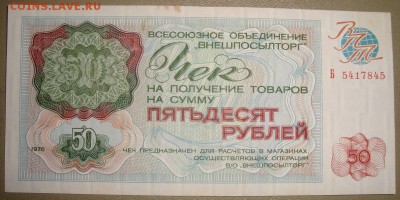 COINS.LAVE.RU
ВСЕСОЮЗНОЕ ОБЪЕДИНЕНИЕ
"ВНЕШПОСЫЛТОРГ"
ВПТ
Б 5417845
50
Чек
НА ПОЛУЧЕНИЕ ТОВАРОВ
НА СУММУ
ПЯТЬДЕСЯТ
РУБЛЕЙ
50
50
1976
ЧЕК ПРЕДНАЗНАЧЕН ДЛЯ РАСЧЕТОВ В МАГАЗИНАХ,
ОСУЩЕСТВЛЯЮЩИХ ОПЕРАЦИИ
В/О „ВНЕШПОСЫЛТОРГ"